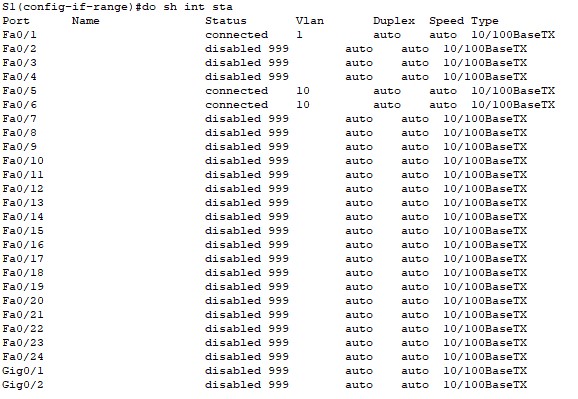 S1(config-if-range)#do sh int sta
Port      Name               Status       Vlan       Duplex  Speed Type
Fa0/1                        connected    1          auto    auto  10/100BaseTX
Fa0/2                        disabled 999        auto    auto  10/100BaseTX
Fa0/3                        disabled 999        auto    auto  10/100BaseTX
Fa0/4                        disabled 999        auto    auto  10/100BaseTX
Fa0/5                        connected    10         auto    auto  10/100BaseTX
Fa0/6                        connected    10         auto    auto  10/100BaseTX
Fa0/7                        disabled 999        auto    auto  10/100BaseTX
Fa0/8                        disabled 999        auto    auto  10/100BaseTX
Fa0/9                        disabled 999        auto    auto  10/100BaseTX
Fa0/10                       disabled 999        auto    auto  10/100BaseTX
Fa0/11                       disabled 999        auto    auto  10/100BaseTX
Fa0/12                       disabled 999        auto    auto  10/100BaseTX
Fa0/13                       disabled 999        auto    auto  10/100BaseTX
Fa0/14                       disabled 999        auto    auto  10/100BaseTX
Fa0/15                       disabled 999        auto    auto  10/100BaseTX
Fa0/16                       disabled 999        auto    auto  10/100BaseTX
Fa0/17                       disabled 999        auto    auto  10/100BaseTX
Fa0/18                       disabled 999        auto    auto  10/100BaseTX
Fa0/19                       disabled 999        auto    auto  10/100BaseTX
Fa0/20                       disabled 999        auto    auto  10/100BaseTX
Fa0/21                       disabled 999        auto    auto  10/100BaseTX
Fa0/22                       disabled 999        auto    auto  10/100BaseTX
Fa0/23                       disabled 999        auto    auto  10/100BaseTX
Fa0/24                       disabled 999        auto    auto  10/100BaseTX
Gig0/1                       disabled 999        auto    auto  10/100BaseTX
Gig0/2                       disabled 999        auto    auto  10/100BaseTX